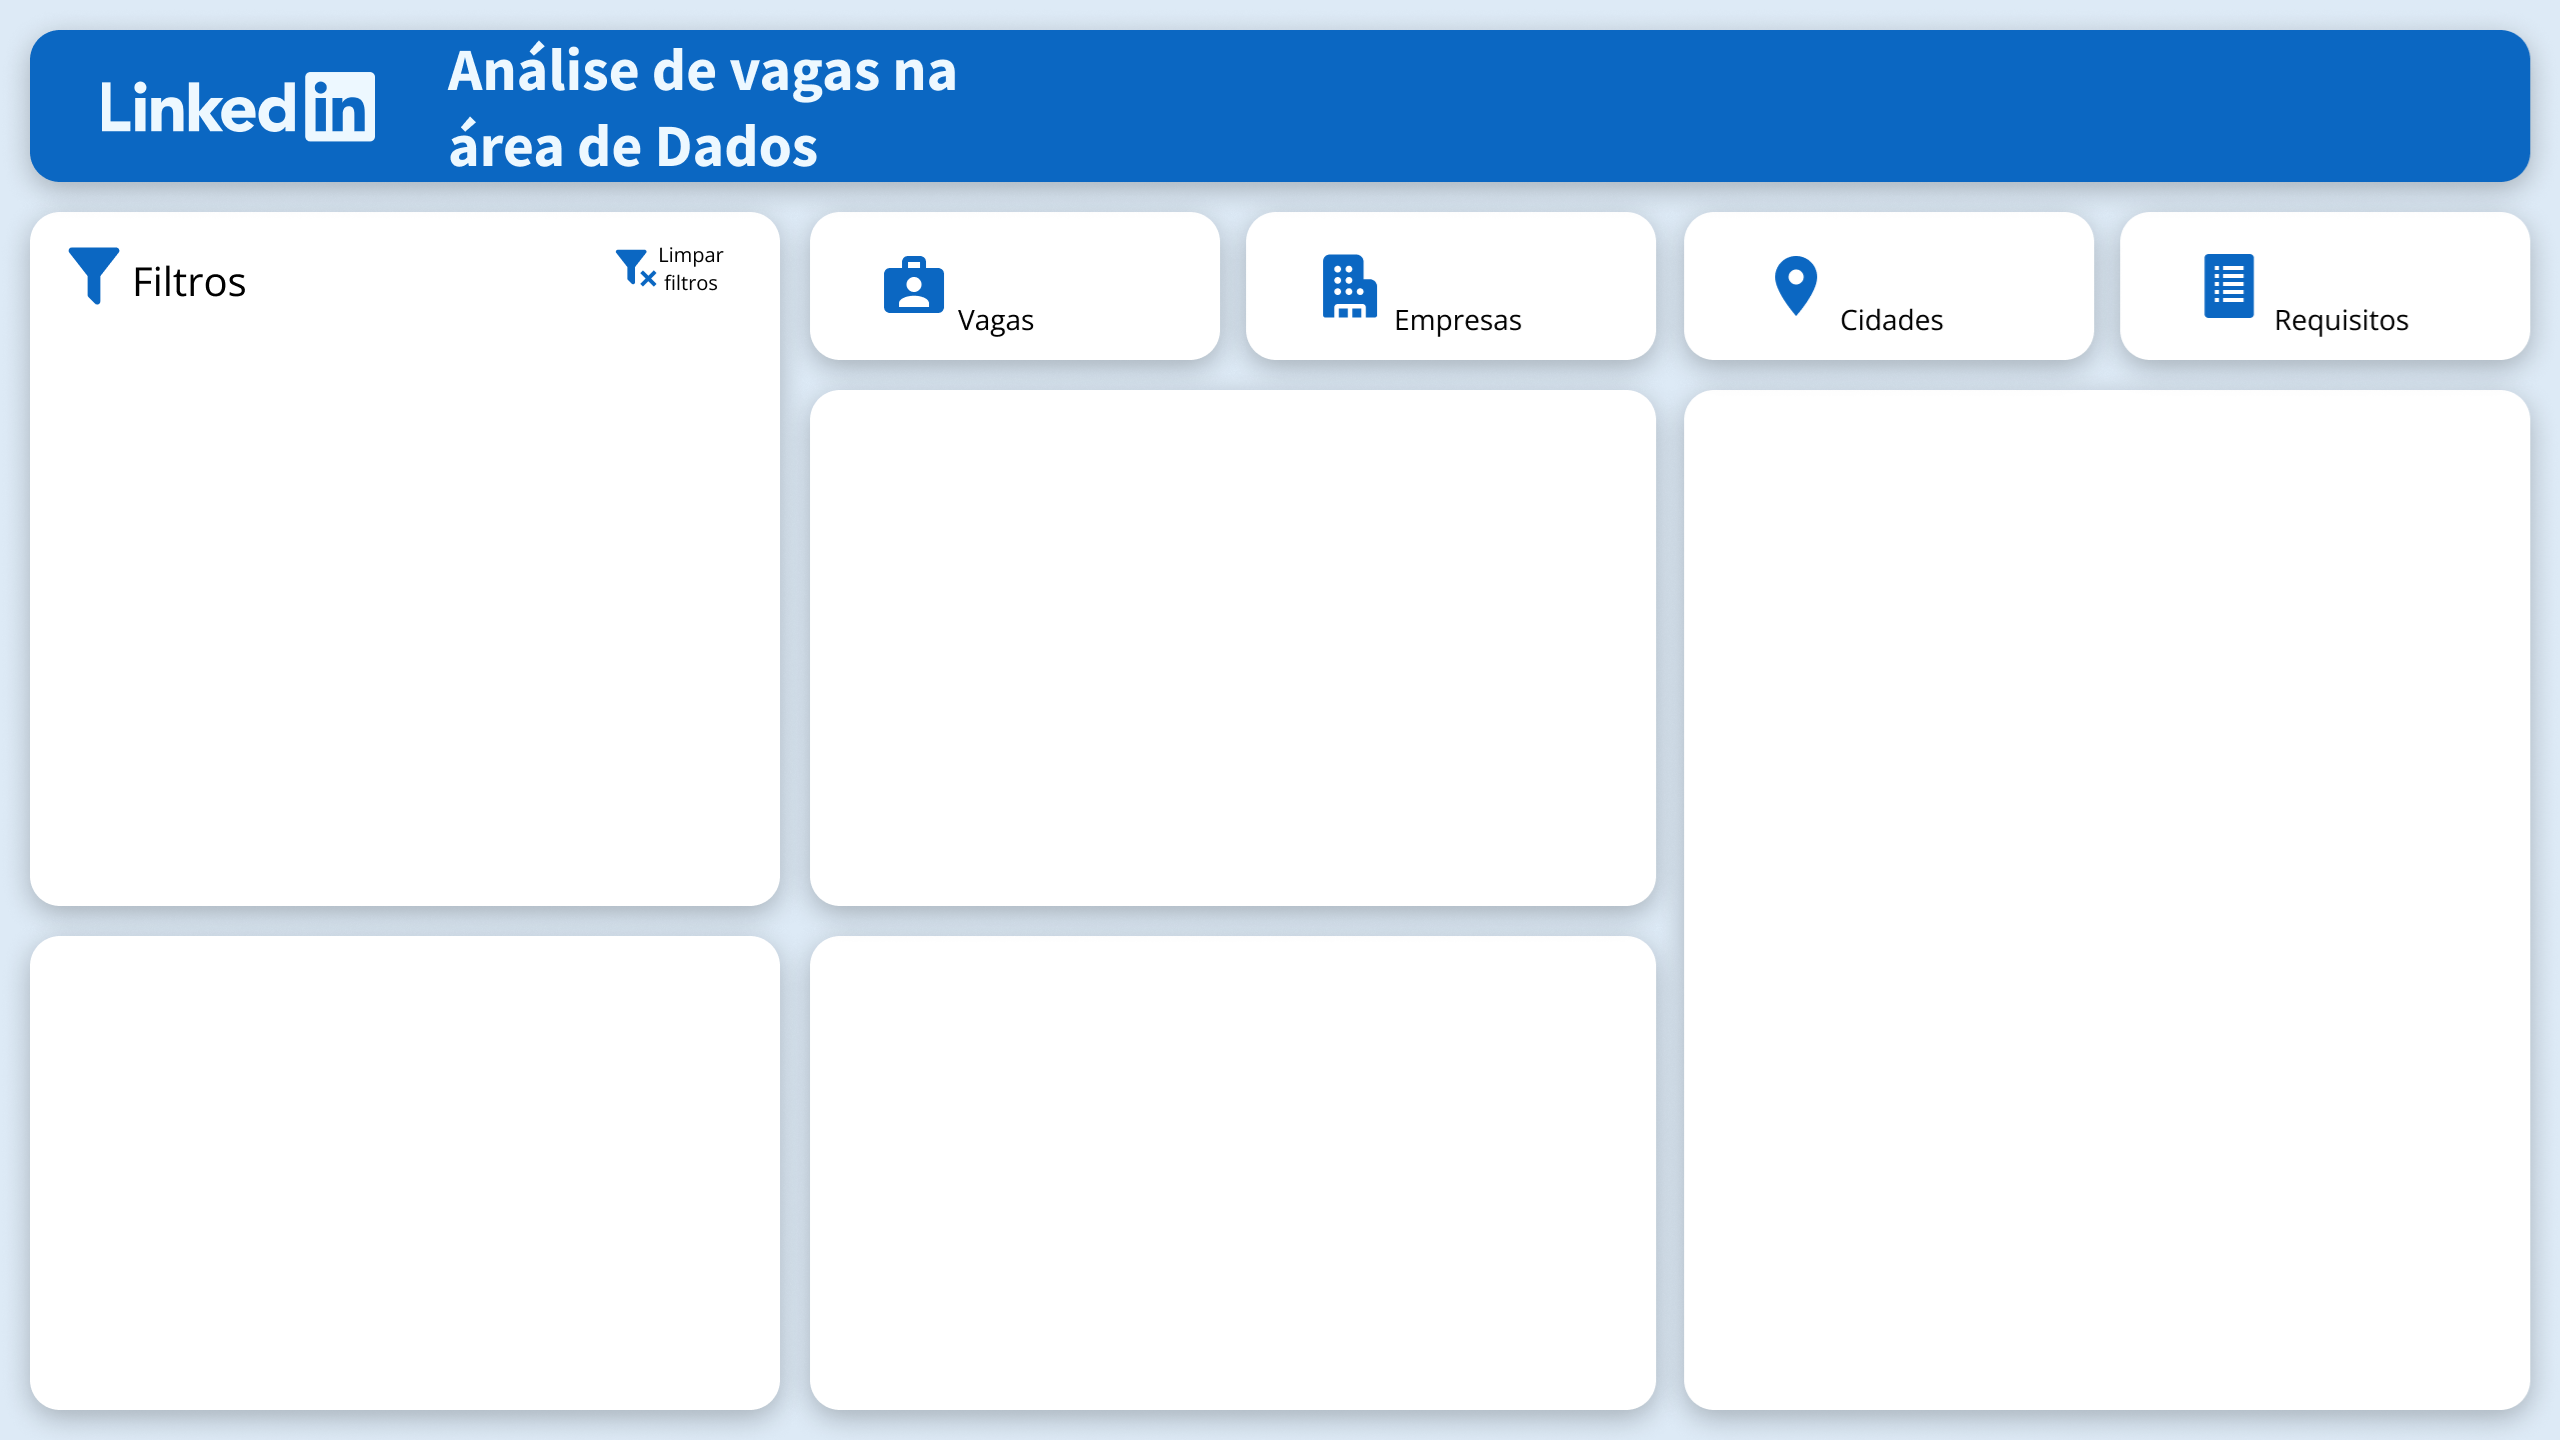 Linkedin
Análise de vagas na
área de Dados
Filtros
Limpar
filtros
Vagas
Empresas
Cidades
Requisitos